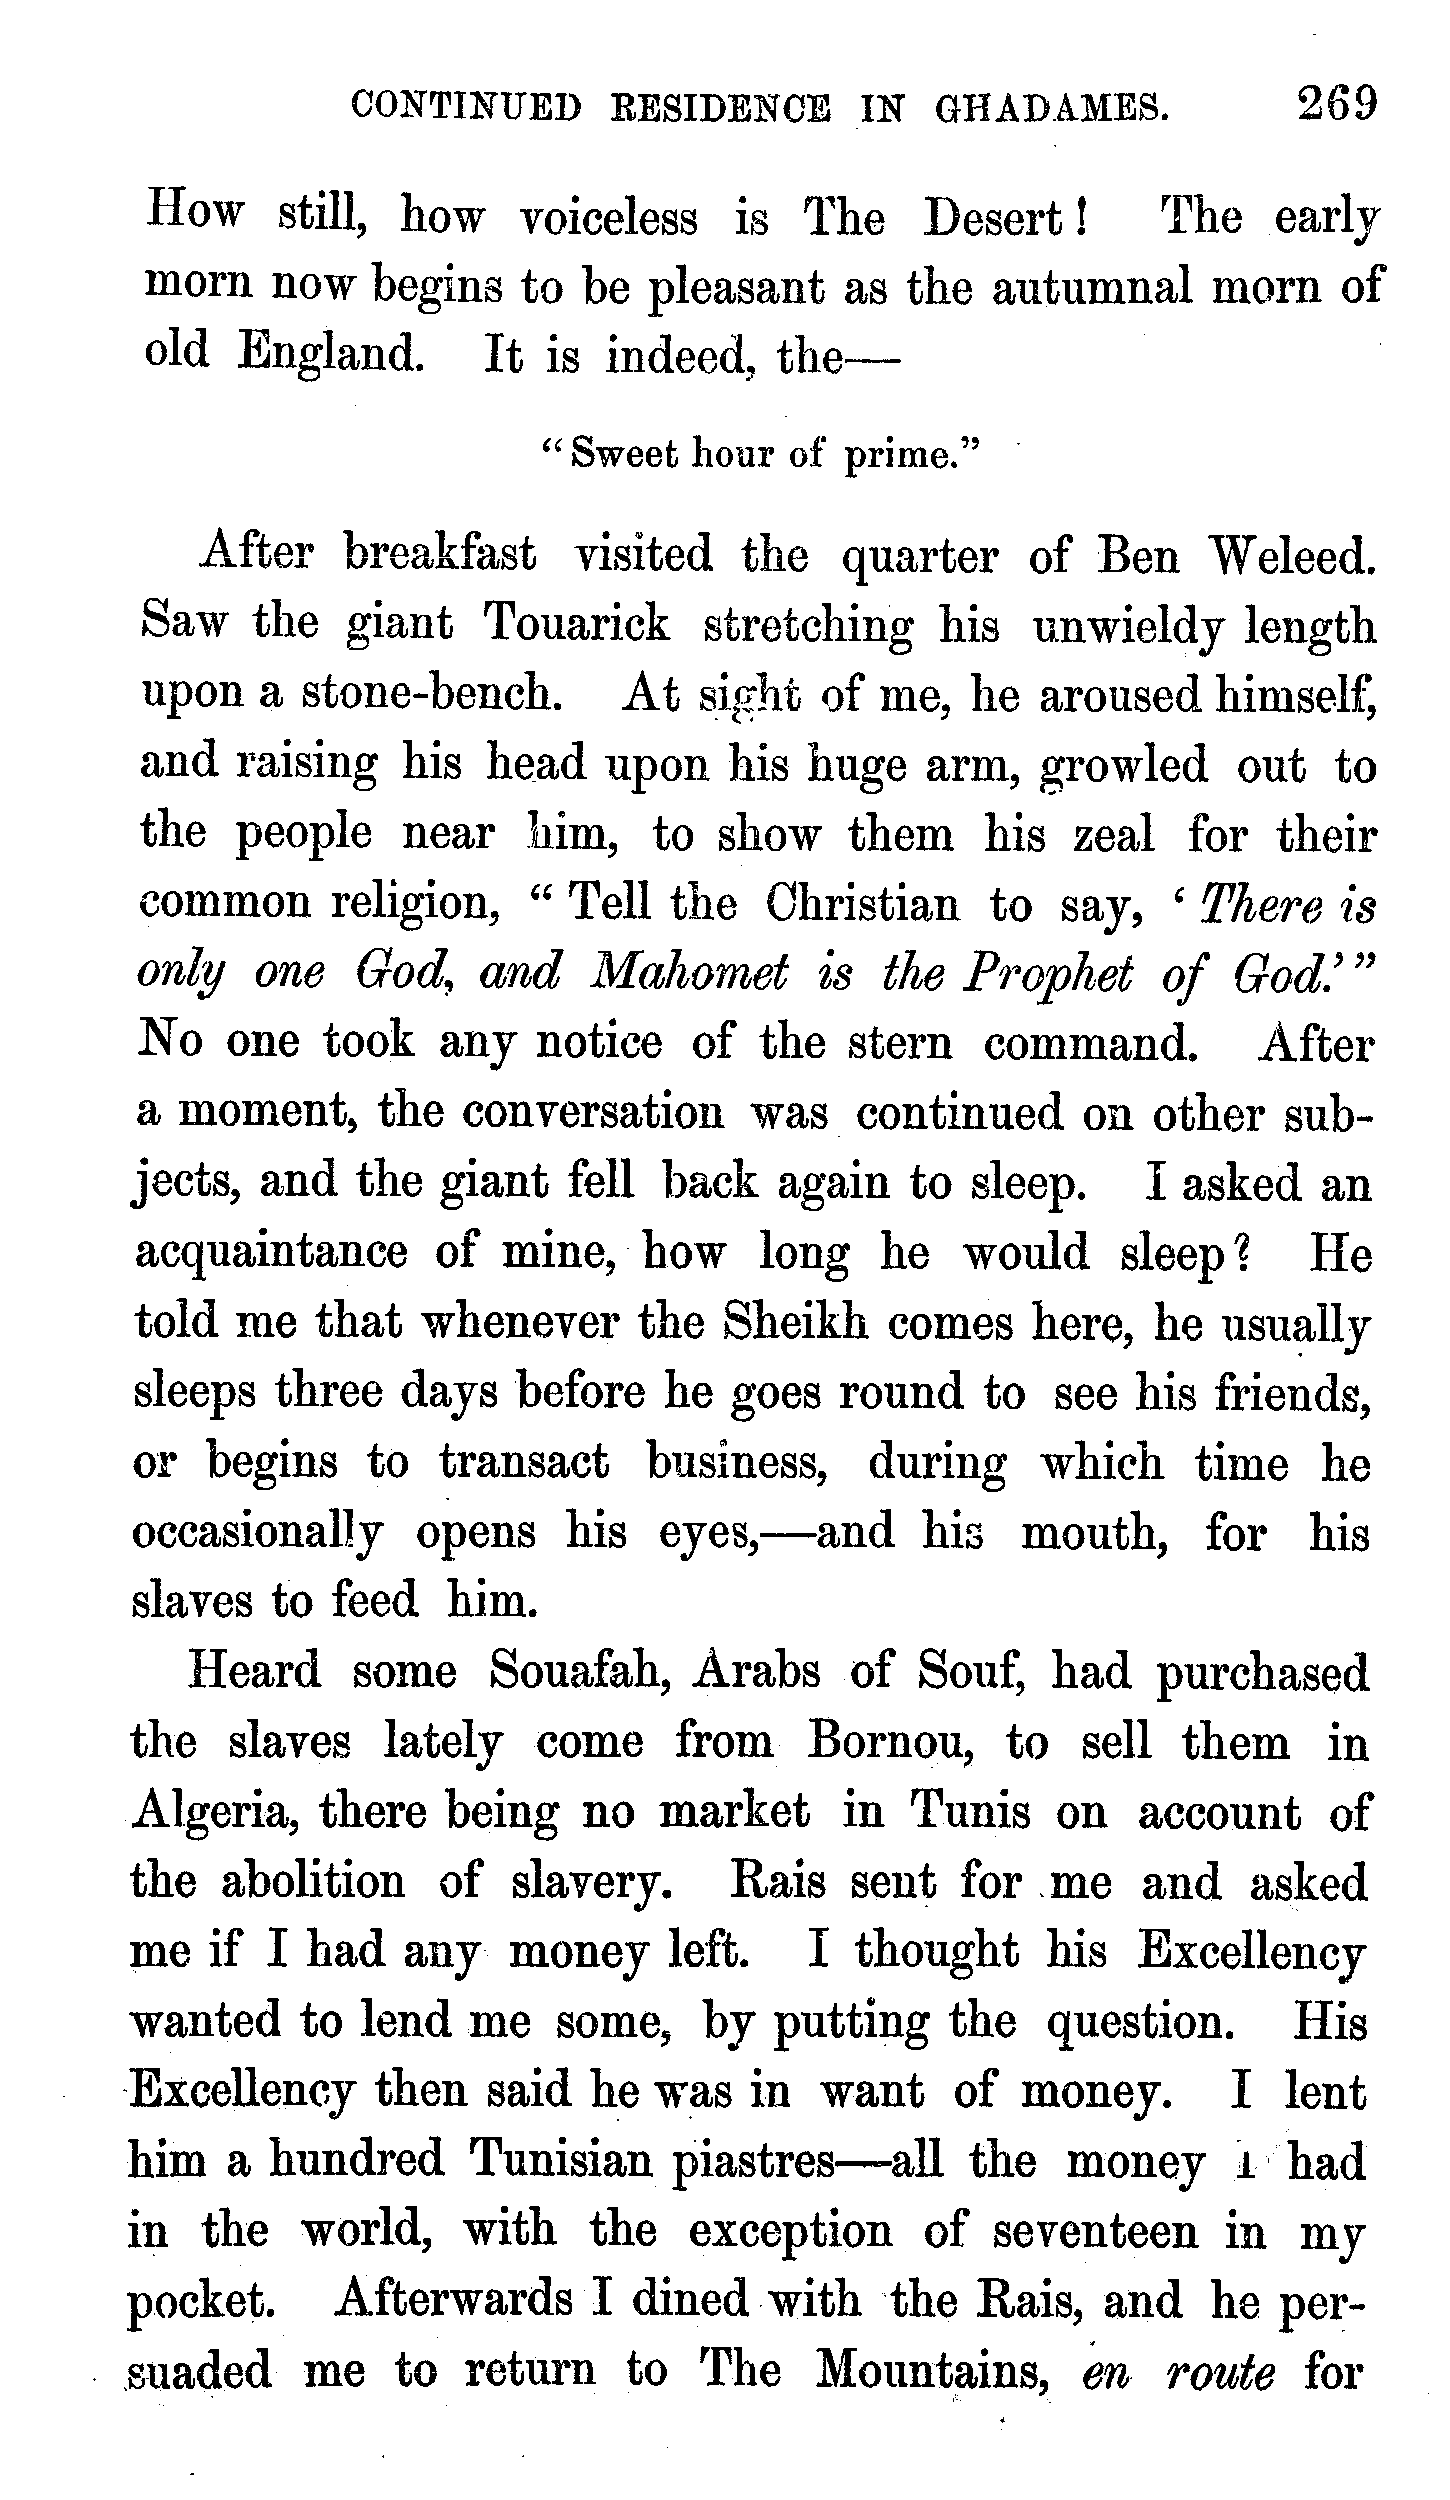 CONTINUED RESIDENCE IN GHADAMES. 269
How still, how voiceless is The Desert! The early
morn now begins to be pleasant as the autumnal morn of
old England. It is indeed, the—
"Sweet hour of prime."
After breakfast visited the quarter of Ben Weleed.
Saw the giant Touarick stretching his unwieldy length
upon a stone-bench. At sight of me, he aroused himself,
and raising his head upon his huge arm, growled out to
the people near him, to show them his zeal for their
common religion, "Tell the Christian to say, 'There is
only one God, and Mahomet is the Prophet of God.'"
No one took any notice of the stern command. After
a moment, the conversation was continued on other sub-
jects, and the giant fell back again to sleep. I asked an
acquaintance of mine, how long he would sleep? He
told me that whenever the Sheikh comes here, he usually
sleeps three days before he goes round to see his friends,
or begins to transact business, during which time he
occasionally opens his eyes,—and his mouth, for his
slaves to feed him.
Heard some Souafah, Arabs of Souf, had purchased
the slaves lately come from Bornou, to sell them in
Algeria, there being no market in Tunis on account of
the abolition of slavery. Rais sent for me and asked
me if I had any money left. I thought his Excellency
wanted to lend me some, by putting the question. His
Excellency then said he was in want of money. I lent
him a hundred Tunisian piastres—all the money I had
in the world, with the exception of seventeen in my
pocket. Afterwards I dined with the Rais, and he per-
suaded me to return to The Mountains, en route for